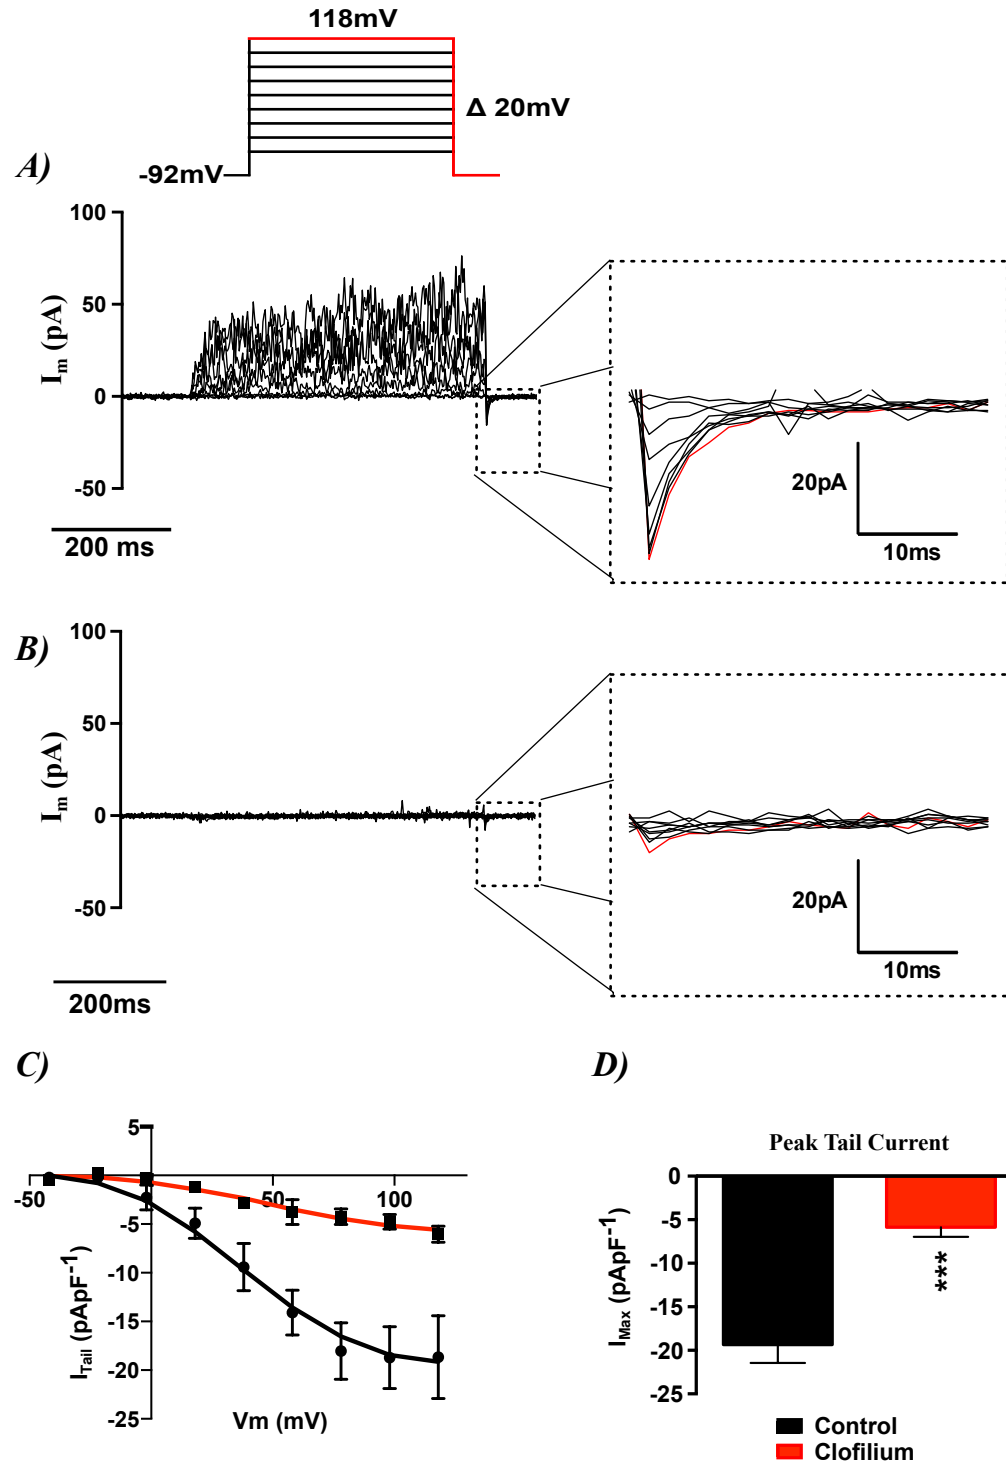 118mV
Δ 20mV
-92mV
A)
100
50
0
-50
Im (pA)
200 ms
20pA
10ms
B)
100
50
0
-50
Im (pA)
200ms
20pA
10ms
C)
5
-50
50
100
-5
-10
-15
-20
-25
ITail (pApF-1)
Vm (mV)
D)
Peak Tail Current
0
-5
-10
-15
-20
-25
IMax (pApF-1)
***
Control
Clofilium